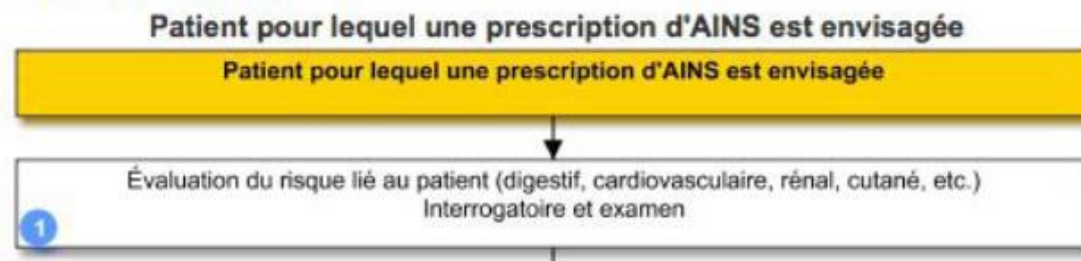 Patient pour lequel une prescription d'AINS est envisagée
Patient pour lequel une prescription d'AINS est envisagée
Évaluation du risque lié au patient (digestif, cardiovasculaire, rénal, cutané, etc.)
Interrogatoire et examen
1